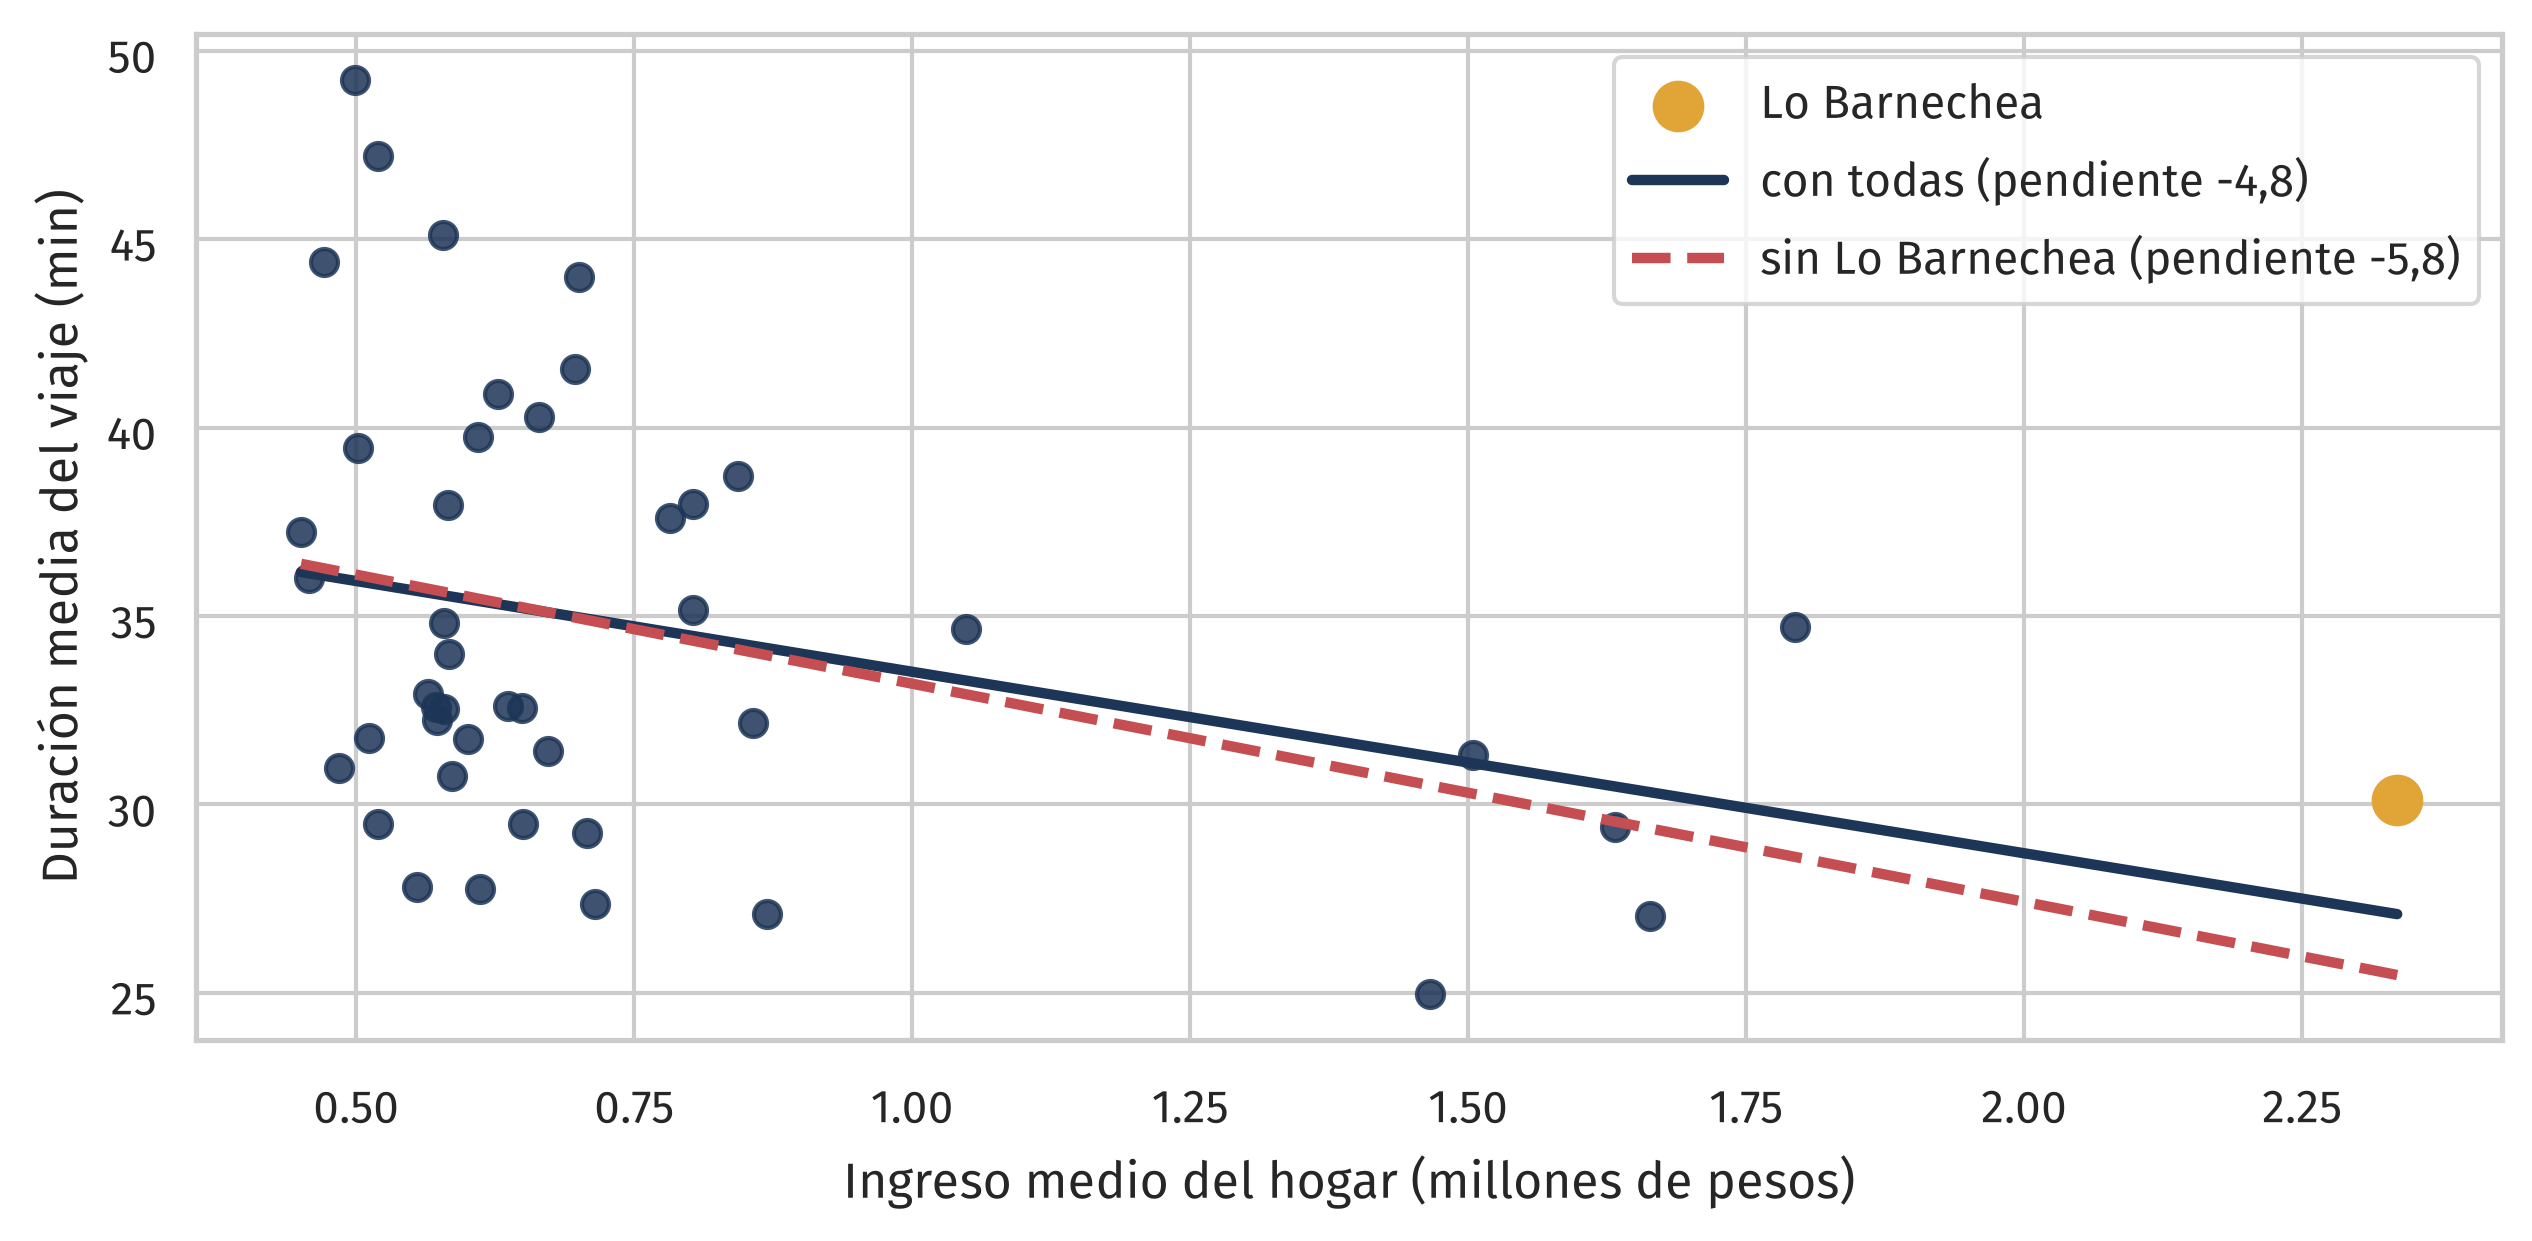 50
45
40
35
30
25
Duración media del viaje (min)
Lo Barnechea
con todas (pendiente -4,8)
sin Lo Barnechea (pendiente -5,8)
0.50 0.75 1.00 1.25 1.50 1.75 2.00 2.25
Ingreso medio del hogar (millones de pesos)